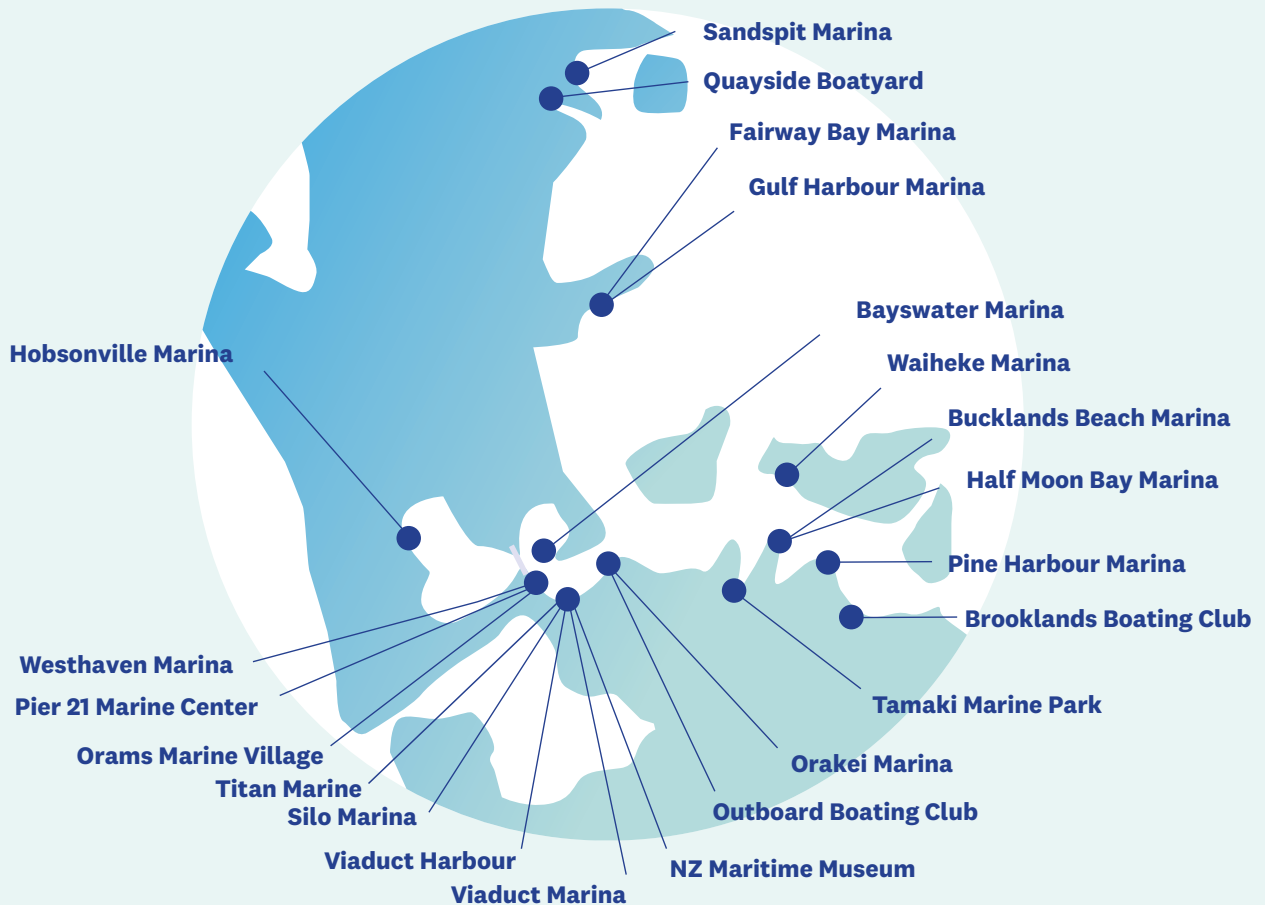 Sandspit Marina
Quayside Boatyard
Fairway Bay Marina
Gulf Harbour Marina
Bayswater Marina
Hobsonville Marina
Waiheke Marina
Bucklands Beach Marina
Half Moon Bay Marina
Pine Harbour Marina
Brooklands Boating Club
Westhaven Marina
Tamaki Marine Park
Pier 21 Marine Center
Orams Marine Village
Orakei Marina
Titan Marine
Outboard Boating Club
Silo Marina
Viaduct Harbour
NZ Maritime Museum
Viaduct Marina